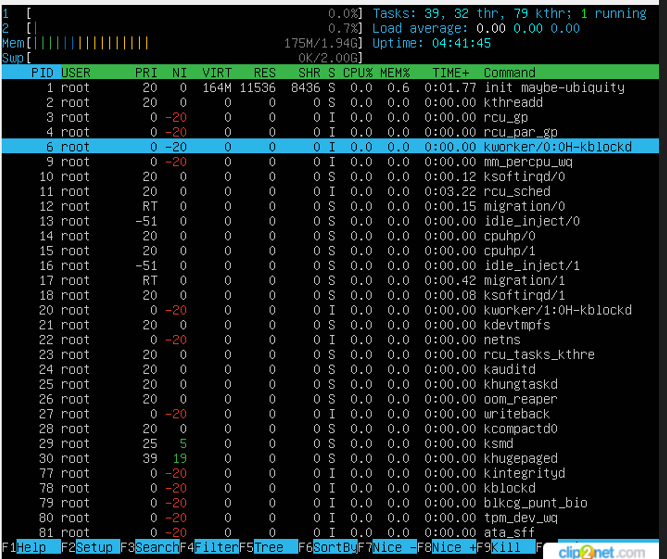 1 [ 0.0%] Tasks: 39, 32 thr, 79 kthr; 1 running
2 [| 0.7%] Load average: 0.00 0.00 0.00
Mem[|||||||||||||||||| 175M/1.94G] Uptime: 04:41:45
Swp[ 0K/2.00G]
PID USER PRI NI VIRT RES SHR S CPU% MEM% TIME+ Command
1 root 20 0 164M 11536 8436 S 0.0 0.6 0:01.77 init maybe-ubiquity
2 root 20 0 0 0 0 S 0.0 0.0 0:00.00 kthreadd
3 root 0 -20 0 0 0 I 0.0 0.0 0:00.00 rcu_gp
4 root 0 -20 0 0 0 I 0.0 0.0 0:00.00 rcu_par_gp
6 root 0 -20 0 0 0 I 0.0 0.0 0:00.00 kworker/0:0H-kblockd
9 root 0 -20 0 0 0 I 0.0 0.0 0:00.00 mm_percpu_wq
10 root 20 0 0 0 0 S 0.0 0.0 0:00.12 ksoftirqd/0
11 root 20 0 0 0 0 I 0.0 0.0 0:03.22 rcu_sched
12 root RT 0 0 0 0 S 0.0 0.0 0:00.15 migration/0
13 root -51 0 0 0 0 S 0.0 0.0 0:00.00 idle_inject/0
14 root 20 0 0 0 0 S 0.0 0.0 0:00.00 cpuhp/0
15 root 20 0 0 0 0 S 0.0 0.0 0:00.00 cpuhp/1
16 root -51 0 0 0 0 S 0.0 0.0 0:00.00 idle_inject/1
17 root RT 0 0 0 0 S 0.0 0.0 0:00.42 migration/1
18 root 20 0 0 0 0 S 0.0 0.0 0:00.08 ksoftirqd/1
20 root 0 -20 0 0 0 I 0.0 0.0 0:00.00 kworker/1:0H-kblockd
21 root 20 0 0 0 0 S 0.0 0.0 0:00.00 kdevtmpfs
22 root 0 -20 0 0 0 I 0.0 0.0 0:00.00 netns
23 root 20 0 0 0 0 S 0.0 0.0 0:00.00 rcu_tasks_kthre
24 root 20 0 0 0 0 S 0.0 0.0 0:00.00 kauditd
25 root 20 0 0 0 0 S 0.0 0.0 0:00.00 khungtaskd
26 root 20 0 0 0 0 S 0.0 0.0 0:00.00 oom_reaper
27 root 0 -20 0 0 0 I 0.0 0.0 0:00.00 writeback
28 root 20 0 0 0 0 S 0.0 0.0 0:00.00 kcompactd0
29 root 25 5 0 0 0 S 0.0 0.0 0:00.00 ksmd
30 root 39 19 0 0 0 S 0.0 0.0 0:00.00 khugepaged
77 root 0 -20 0 0 0 I 0.0 0.0 0:00.00 kintegrityd
78 root 0 -20 0 0 0 I 0.0 0.0 0:00.00 kblockd
79 root 0 -20 0 0 0 I 0.0 0.0 0:00.00 blkcg_punt_bio
80 root 0 -20 0 0 0 I 0.0 0.0 0:00.00 tpm_dev_wq
81 root 0 -20 0 0 0 I 0.0 0.0 0:00.00 ata_sff
F1Help F2Setup F3SearchF4FilterF5Tree F6SortByF7Nice -F8Nice +F9Kill F
clip2net.com